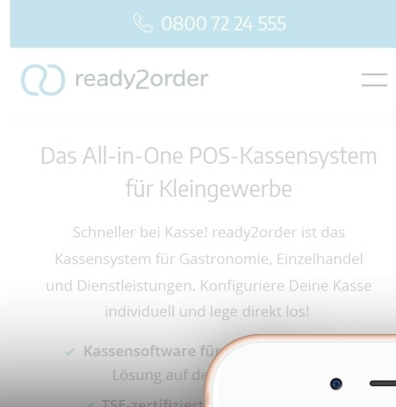 0800 72 24 555
ready2order
Das All-in-One POS-Kassensystem
für Kleingewerbe
Schneller bei Kasse! ready2order ist das
Kassensystem für Gastronomie, Einzelhandel
und Dienstleistungen. Konfiguriere Deine Kasse
individuell und lege direkt los!
Kassensoftware für
Lösung auf de
TSE-zertifiziert